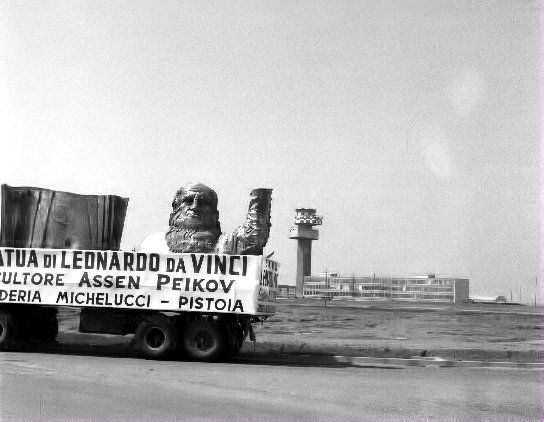 ATUA DI LEONARDO DA VINCI
ULTORE ASSEN PEIKOV
DERIA MICHELUCCI - PISTOIA